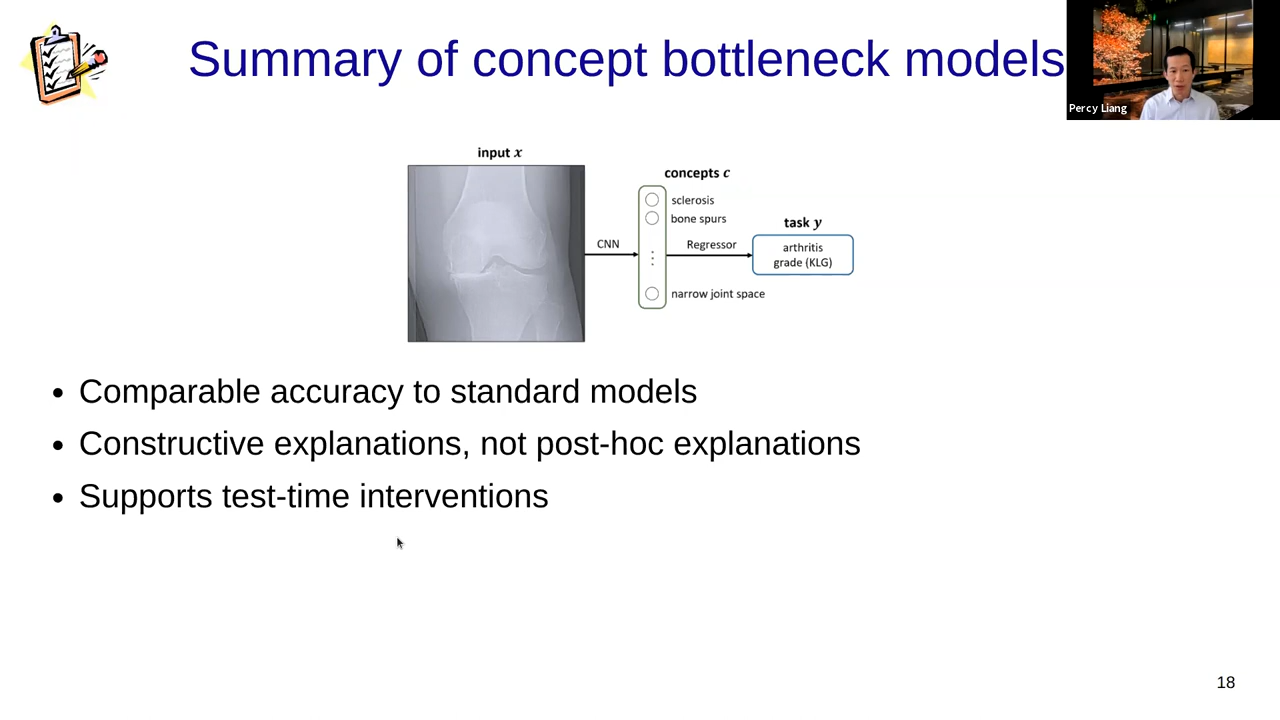 Summary of concept bottleneck models
Percy Liang
input x
concepts c
sclerosis
bone spurs
CNN
Regressor
task y
arthritis
grade (KLG)
narrow joint space
• Comparable accuracy to standard models
• Constructive explanations, not post-hoc explanations
• Supports test-time interventions
18